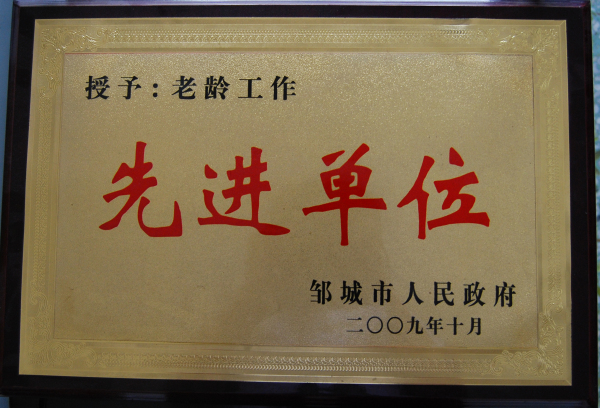 授予：老龄工作
先进单位
邹城市人民政府
二〇〇九年十月